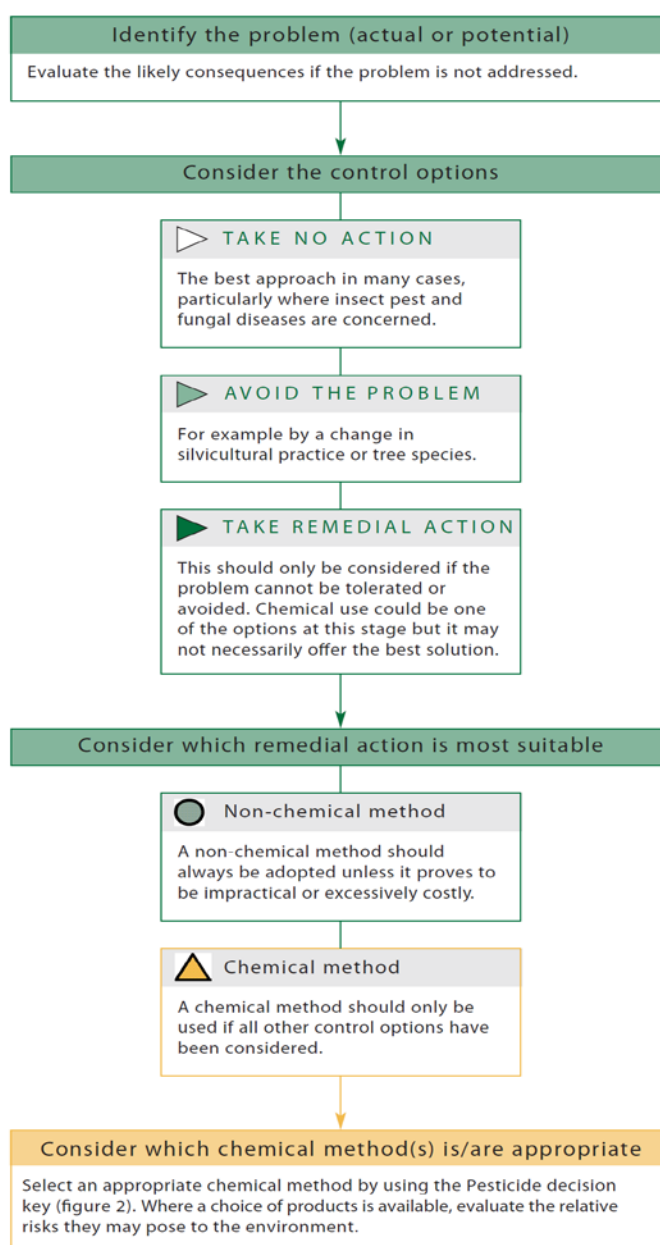 Identify the problem (actual or potential)
Evaluate the likely consequences if the problem is not addressed.
Consider the control options
TAKE NO ACTION
The best approach in many cases,
particularly where insect pest and
fungal diseases are concerned.
AVOID THE PROBLEM
For example by a change in
silvicultural practice or tree species.
TAKE REMEDIAL ACTION
This should only be considered if the
problem cannot be tolerated or
avoided. Chemical use could be one
of the options at this stage but it may
not necessarily offer the best solution.
Consider which remedial action is most suitable
Non-chemical method
A non-chemical method should
always be adopted unless it proves to
be impractical or excessively costly.
Chemical method
A chemical method should only be
used if all other control options have
been considered.
Consider which chemical method(s) is/are appropriate
Select an appropriate chemical method by using the Pesticide decision
key (figure 2). Where a choice of products is available, evaluate the relative
risks they may pose to the environment.